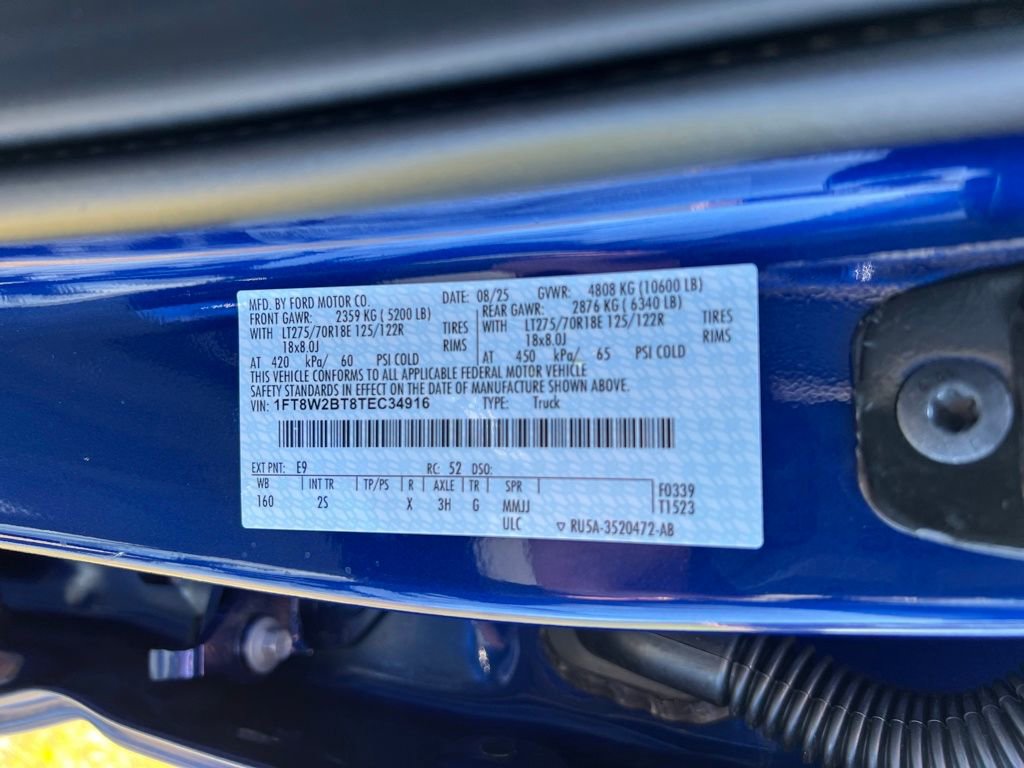 MFD. BY FORD MOTOR CO. DATE: 08/25 GVWR: 4808 KG (10600 LB)
FRONT GAWR: 2359 KG ( 5200 LB) REAR GAWR: 2876 KG ( 6340 LB)
WITH LT275/70R18E 125/122R TIRES WITH LT275/70R18E 125/122R TIRES
18x8.0J RIMS 18x8.0J RIMS
AT 420 kPa/ 60 PSI COLD AT 450 kPa/ 65 PSI COLD
THIS VEHICLE CONFORMS TO ALL APPLICABLE FEDERAL MOTOR VEHICLE
SAFETY STANDARDS IN EFFECT ON THE DATE OF MANUFACTURE SHOWN ABOVE.
VIN: 1FT8W2BT8TEC34916 TYPE: Truck
EXT PNT: E9 RC: 52 DSO:
WB INT TR TP/PS R AXLE TR SPR F0339
160 2S X 3H G MMJJ T1523
ULC RU5A-3520472-AB